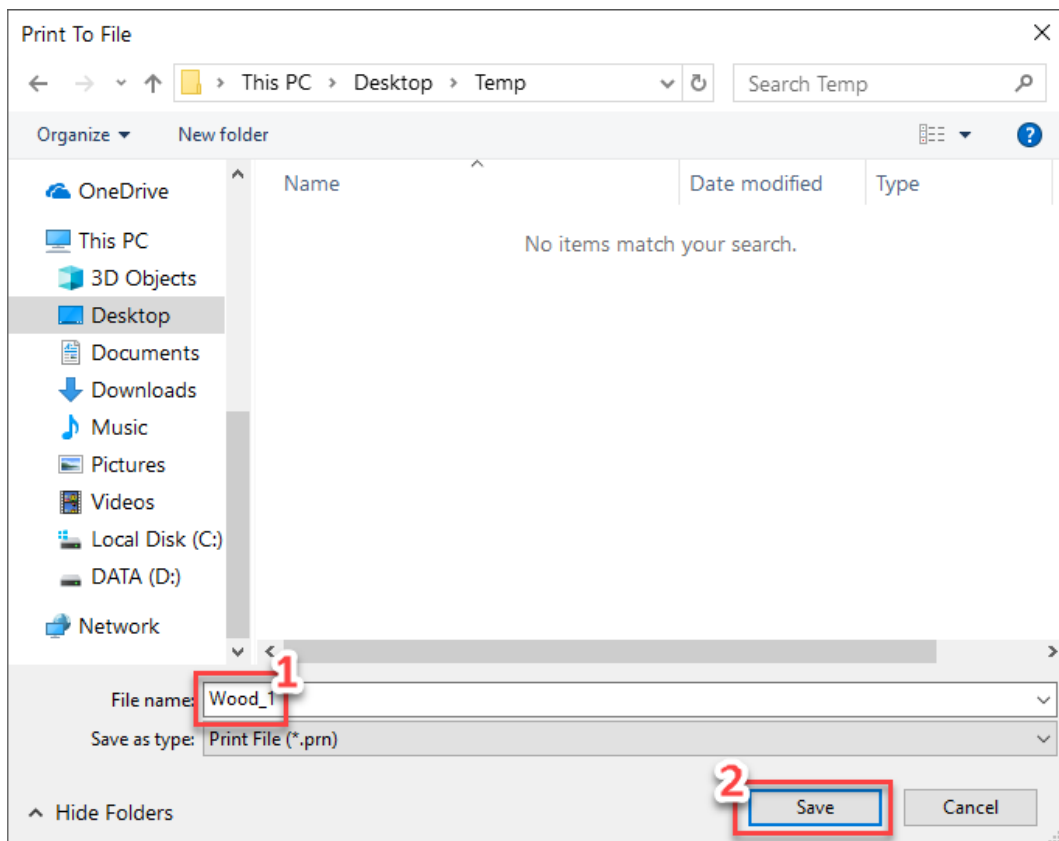 Print To File
This PC > Desktop > Temp
Search Temp
Organize
New folder
?
Name
Date modified
Type
No items match your search.
OneDrive
This PC
3D Objects
Desktop
Documents
Downloads
Music
Pictures
Videos
Local Disk (C:)
DATA (D:)
Network
1
File name: Wood_1
Save as type: Print File (*.prn)
2
Hide Folders
Save
Cancel